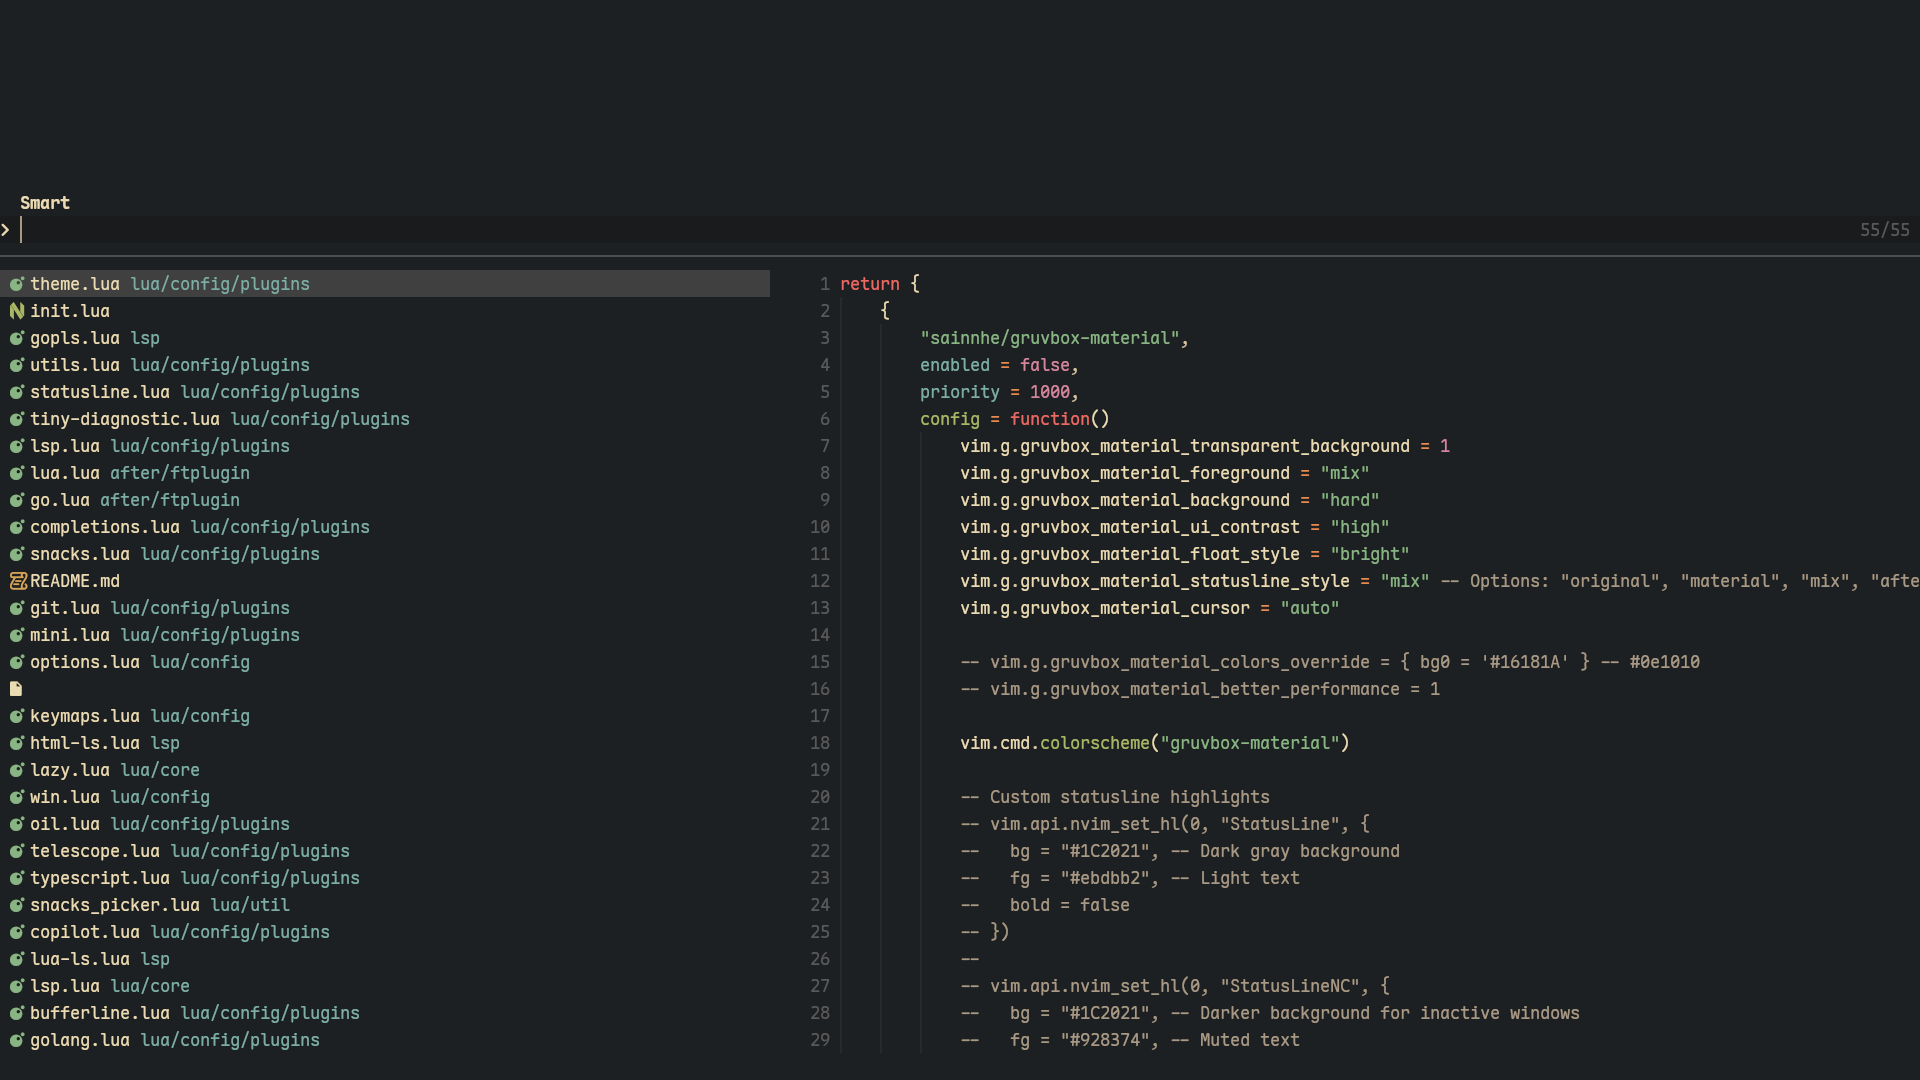 Smart
55/55
theme.lua lua/config/plugins
init.lua
gopls.lua lsp
utils.lua lua/config/plugins
statusline.lua lua/config/plugins
tiny-diagnostic.lua lua/config/plugins
lsp.lua lua/config/plugins
lua.lua after/ftplugin
go.lua after/ftplugin
completions.lua lua/config/plugins
snacks.lua lua/config/plugins
README.md
git.lua lua/config/plugins
mini.lua lua/config/plugins
options.lua lua/config
keymaps.lua lua/config
html-ls.lua lsp
lazy.lua lua/core
win.lua lua/config
oil.lua lua/config/plugins
telescope.lua lua/config/plugins
typescript.lua lua/config/plugins
snacks_picker.lua lua/util
copilot.lua lua/config/plugins
lua-ls.lua lsp
lsp.lua lua/core
bufferline.lua lua/config/plugins
golang.lua lua/config/plugins
1 return {
2 {
3 "sainnhe/gruvbox-material",
4 enabled = false,
5 priority = 1000,
6 config = function()
7 vim.g.gruvbox_material_transparent_background = 1
8 vim.g.gruvbox_material_foreground = "mix"
9 vim.g.gruvbox_material_background = "hard"
10 vim.g.gruvbox_material_ui_contrast = "high"
11 vim.g.gruvbox_material_float_style = "bright"
12 vim.g.gruvbox_material_statusline_style = "mix" -- Options: "original", "material", "mix", "afte
13 vim.g.gruvbox_material_cursor = "auto"
14
15 -- vim.g.gruvbox_material_colors_override = { bg0 = '#16181A' } -- #0e1010
16 -- vim.g.gruvbox_material_better_performance = 1
17
18 vim.cmd.colorscheme("gruvbox-material")
19
20 -- Custom statusline highlights
21 -- vim.api.nvim_set_hl(0, "StatusLine", {
22 -- bg = "#1C2021", -- Dark gray background
23 -- fg = "#ebdbb2", -- Light text
24 -- bold = false
25 -- })
26 --
27 -- vim.api.nvim_set_hl(0, "StatusLineNC", {
28 -- bg = "#1C2021", -- Darker background for inactive windows
29 -- fg = "#928374", -- Muted text